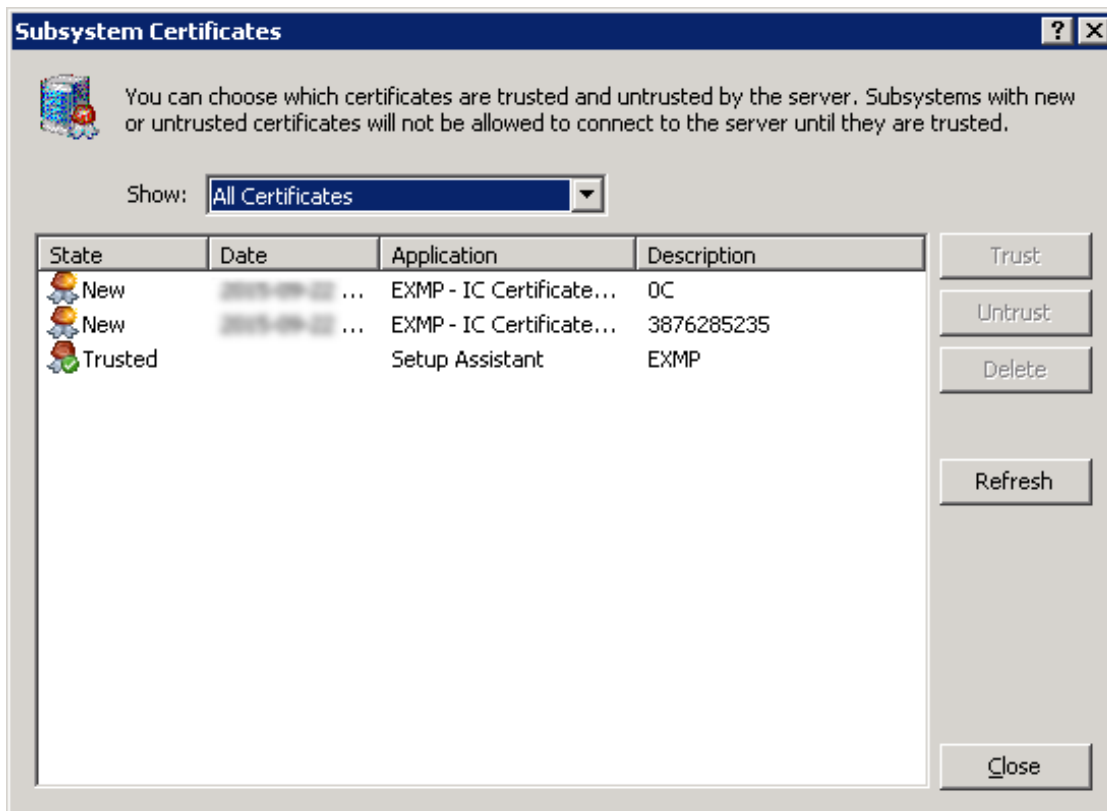 Subsystem Certificates
You can choose which certificates are trusted and untrusted by the server. Subsystems with new
or untrusted certificates will not be allowed to connect to the server until they are trusted.
Show: All Certificates
State Date Application Description
New ... EXMP - IC Certificate... 0C
New ... EXMP - IC Certificate... 3876285235
Trusted Setup Assistant EXMP
Trust
Untrust
Delete
Refresh
Close